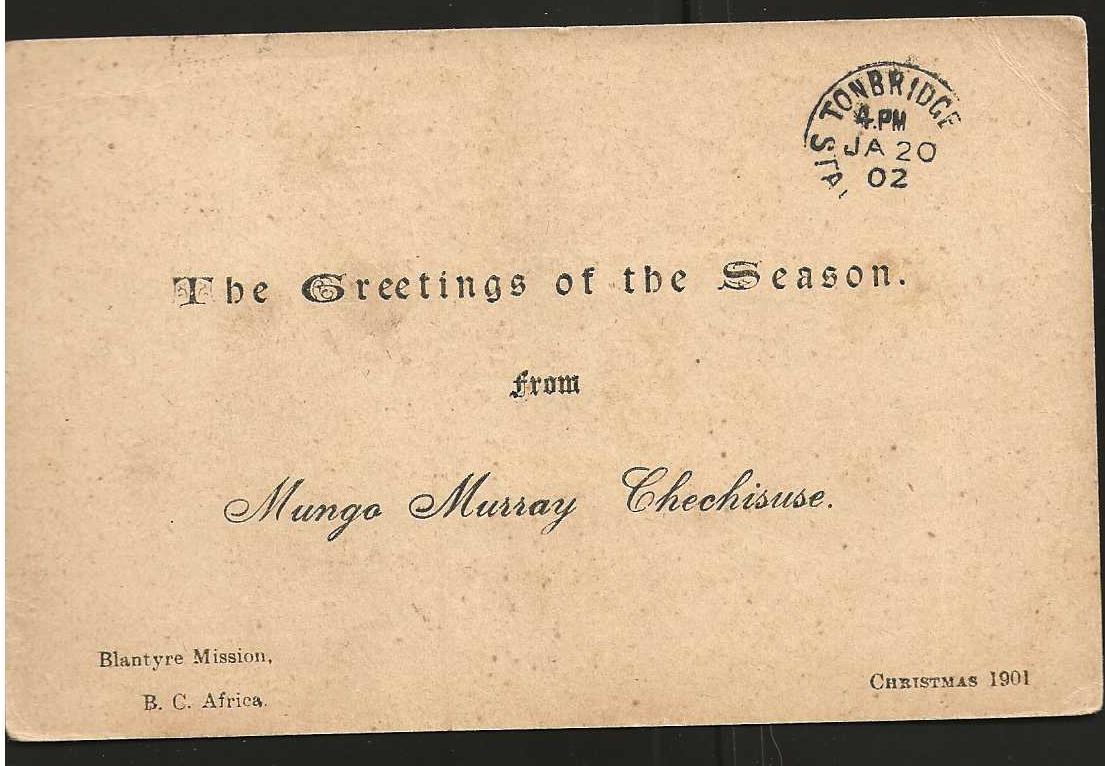 TONBRIDGE STA
4.PM
JA 20
02
The Greetings of the Season.
from
Mungo Murray Chechisuse.
Blantyre Mission,
B. C. Africa.
CHRISTMAS 1901